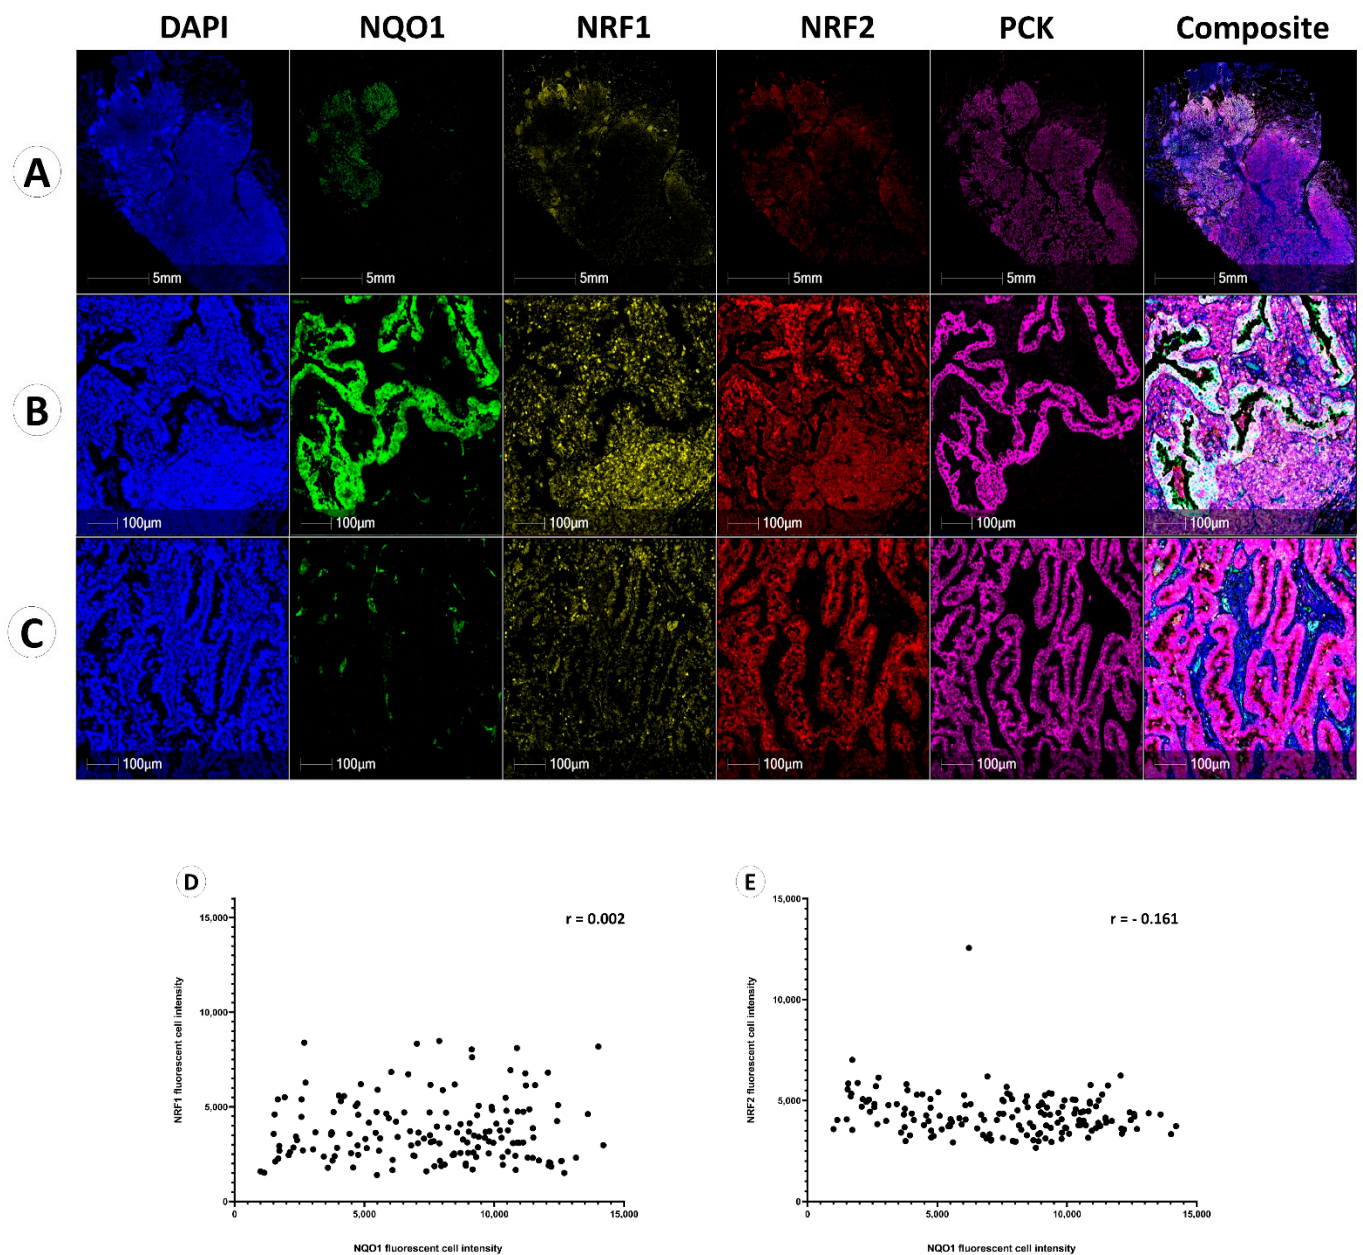 DAPI NQO1 NRF1 NRF2 PCK Composite
A
5mm 5mm 5mm 5mm 5mm 5mm
B
100µm 100µm 100µm 100µm 100µm 100µm
C
100µm 100µm 100µm 100µm 100µm 100µm
D
r = 0.002
NRF1 fluorescent cell intensity
15,000
10,000
5,000
0
0 5,000 10,000 15,000
NQO1 fluorescent cell intensity
E
r = - 0.161
NRF2 fluorescent cell intensity
15,000
10,000
5,000
0
0 5,000 10,000 15,000
NQO1 fluorescent cell intensity